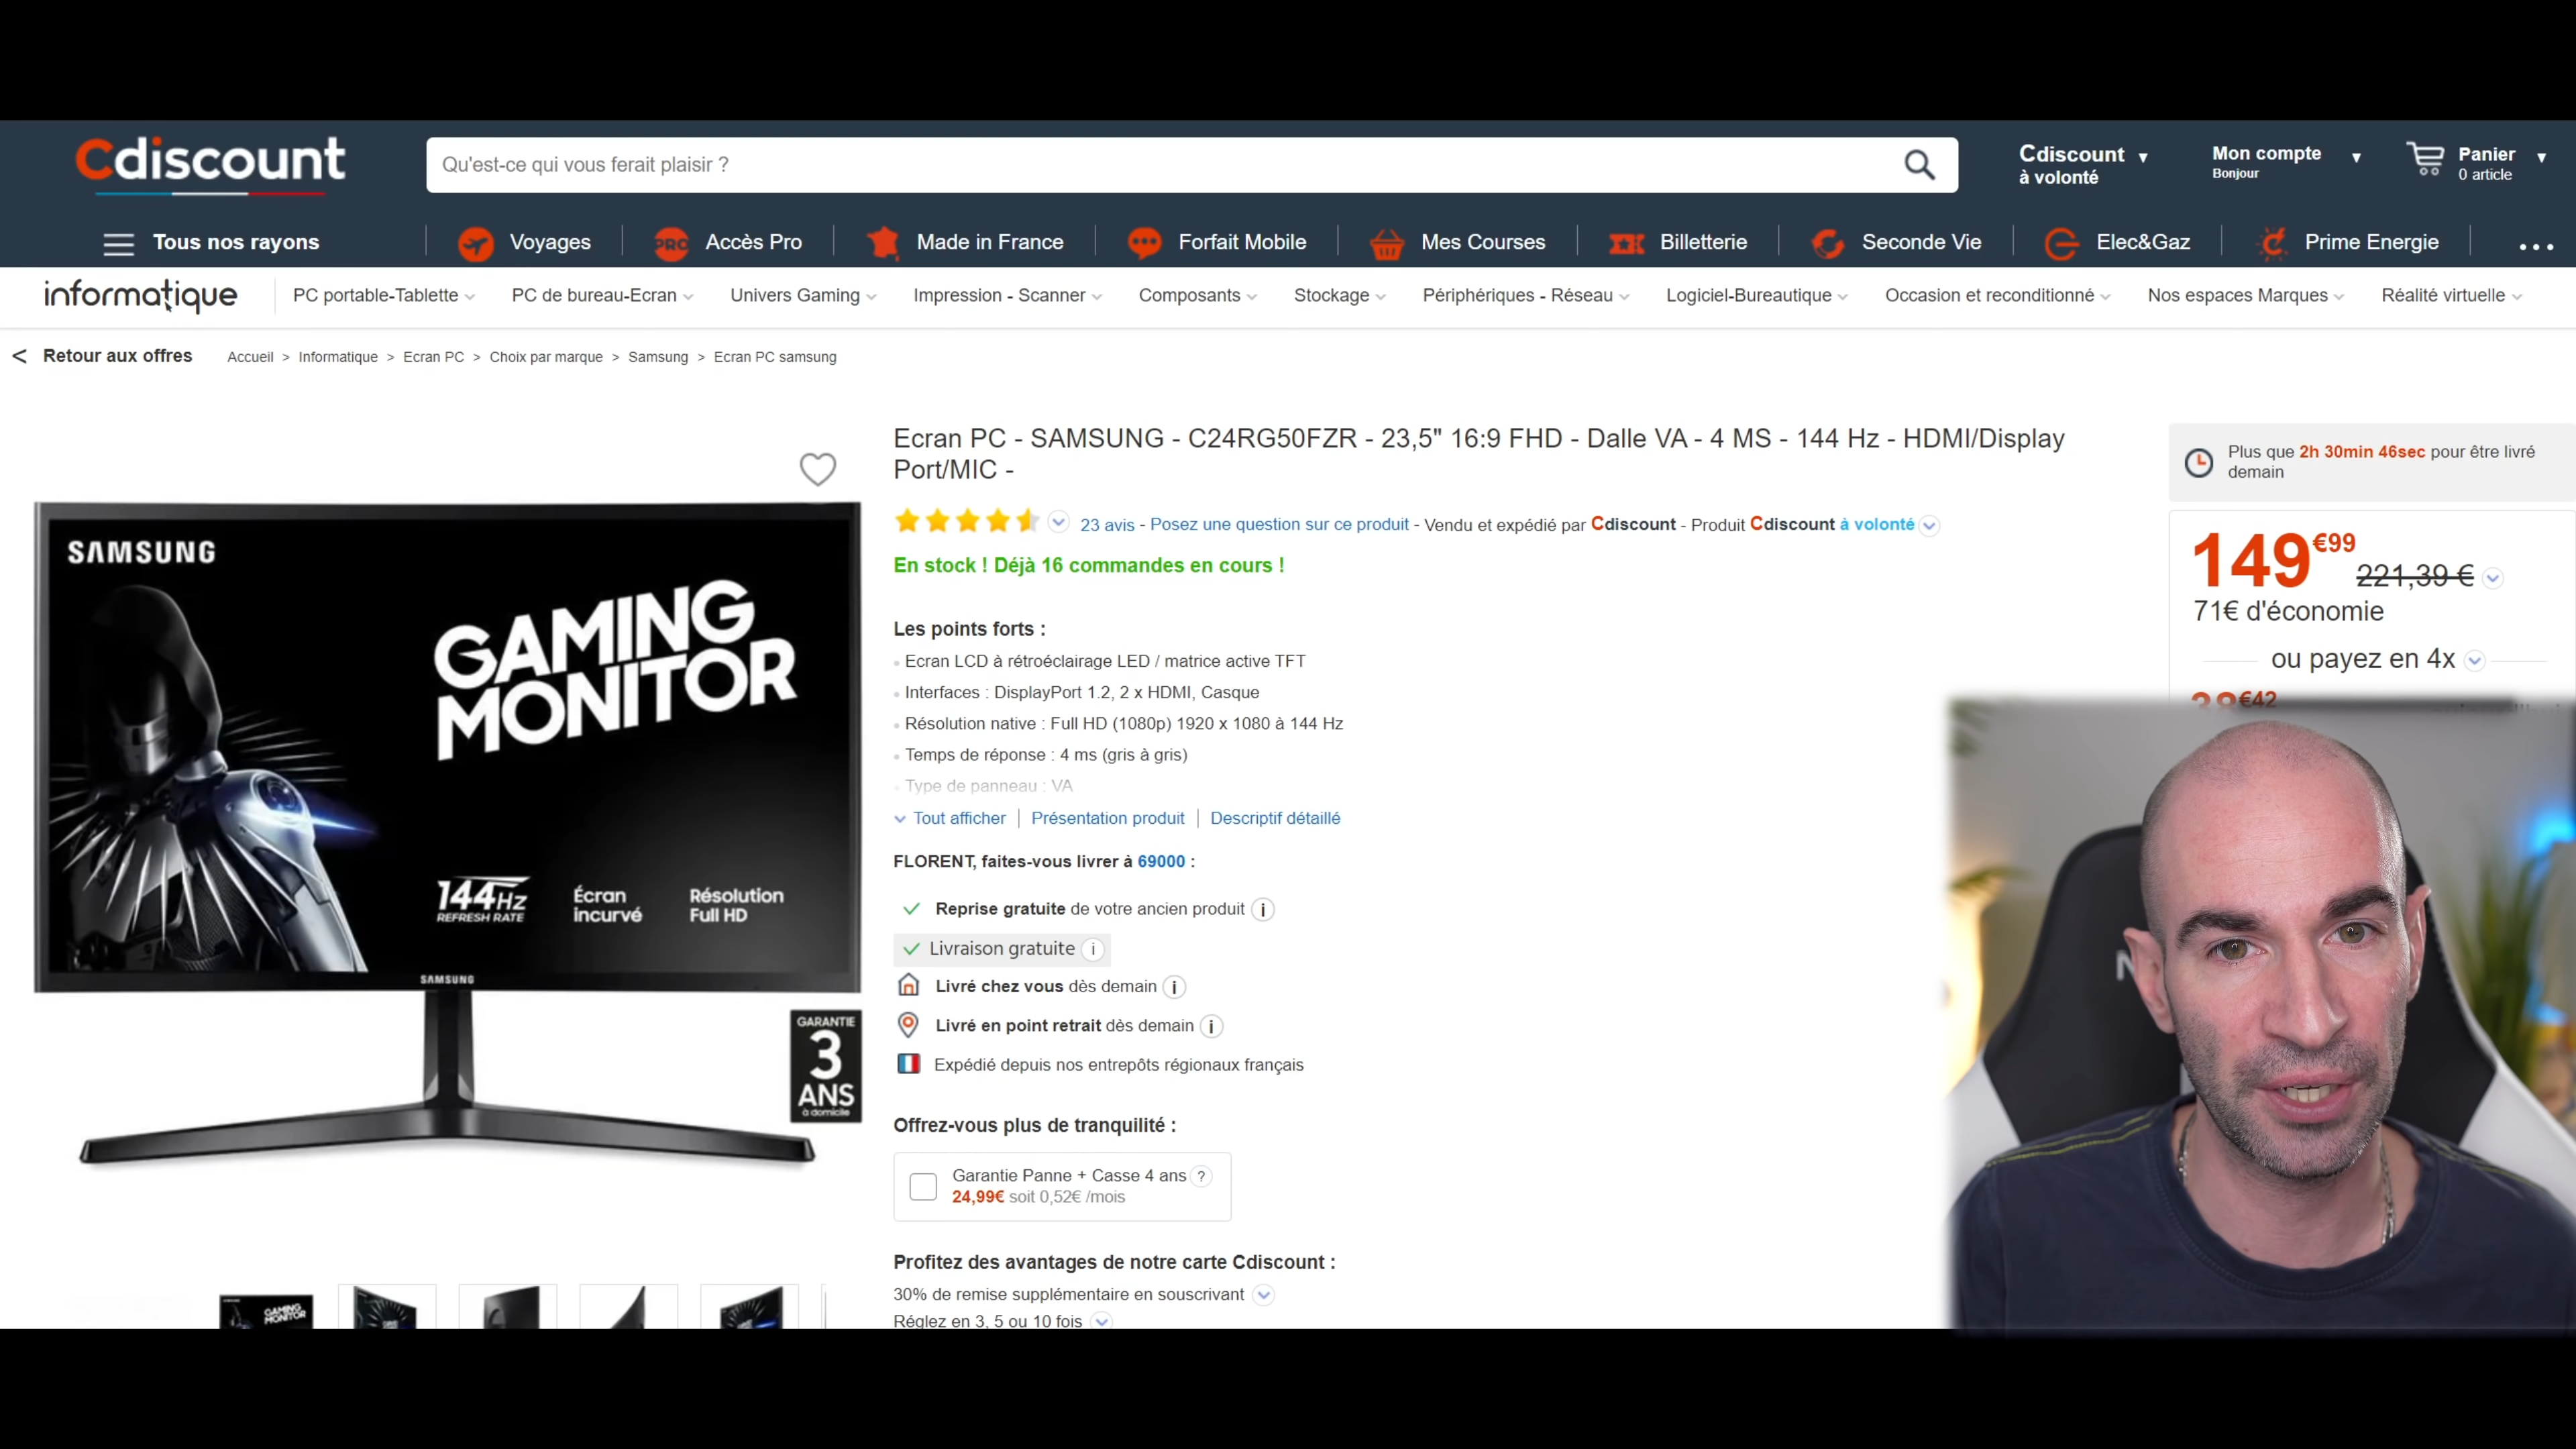 Cdiscount
Qu'est-ce qui vous ferait plaisir ?
Cdiscount
à volonté
Mon compte
Bonjour
Panier
0 article
Tous nos rayons
Voyages
PRO Accès Pro
Made in France
Forfait Mobile
Mes Courses
Billetterie
Seconde Vie
Elec&Gaz
Prime Energie
...
informatique
PC portable-Tablette
PC de bureau-Ecran
Univers Gaming
Impression - Scanner
Composants
Stockage
Périphériques - Réseau
Logiciel-Bureautique
Occasion et reconditionné
Nos espaces Marques
Réalité virtuelle
< Retour aux offres
Accueil > Informatique > Ecran PC > Choix par marque > Samsung > Ecran PC samsung
SAMSUNG
GAMING
MONITOR
144Hz
REFRESH RATE
Écran
incurvé
Résolution
Full HD
SAMSUNG
GARANTIE
3
ANS
à domicile
GAMING
MONITOR
Ecran PC - SAMSUNG - C24RG50FZR - 23,5" 16:9 FHD - Dalle VA - 4 MS - 144 Hz - HDMI/Display
Port/MIC -
23 avis - Posez une question sur ce produit - Vendu et expédié par Cdiscount - Produit Cdiscount à volonté
En stock ! Déjà 16 commandes en cours !
Les points forts :
Ecran LCD à rétroéclairage LED / matrice active TFT
Interfaces : DisplayPort 1.2, 2 x HDMI, Casque
Résolution native : Full HD (1080p) 1920 x 1080 à 144 Hz
Temps de réponse : 4 ms (gris à gris)
Type de panneau : VA
Tout afficher | Présentation produit | Descriptif détaillé
FLORENT, faites-vous livrer à 69000 :
Reprise gratuite de votre ancien produit i
Livraison gratuite i
Livré chez vous dès demain i
Livré en point retrait dès demain i
Expédié depuis nos entrepôts régionaux français
Offrez-vous plus de tranquilité :
Garantie Panne + Casse 4 ans ?
24,99€ soit 0,52€ /mois
Profitez des avantages de notre carte Cdiscount :
30% de remise supplémentaire en souscrivant
Réglez en 3, 5 ou 10 fois
Plus que 2h 30min 46sec pour être livré
demain
149€99 221,39 €
71€ d'économie
ou payez en 4x
38€42
N